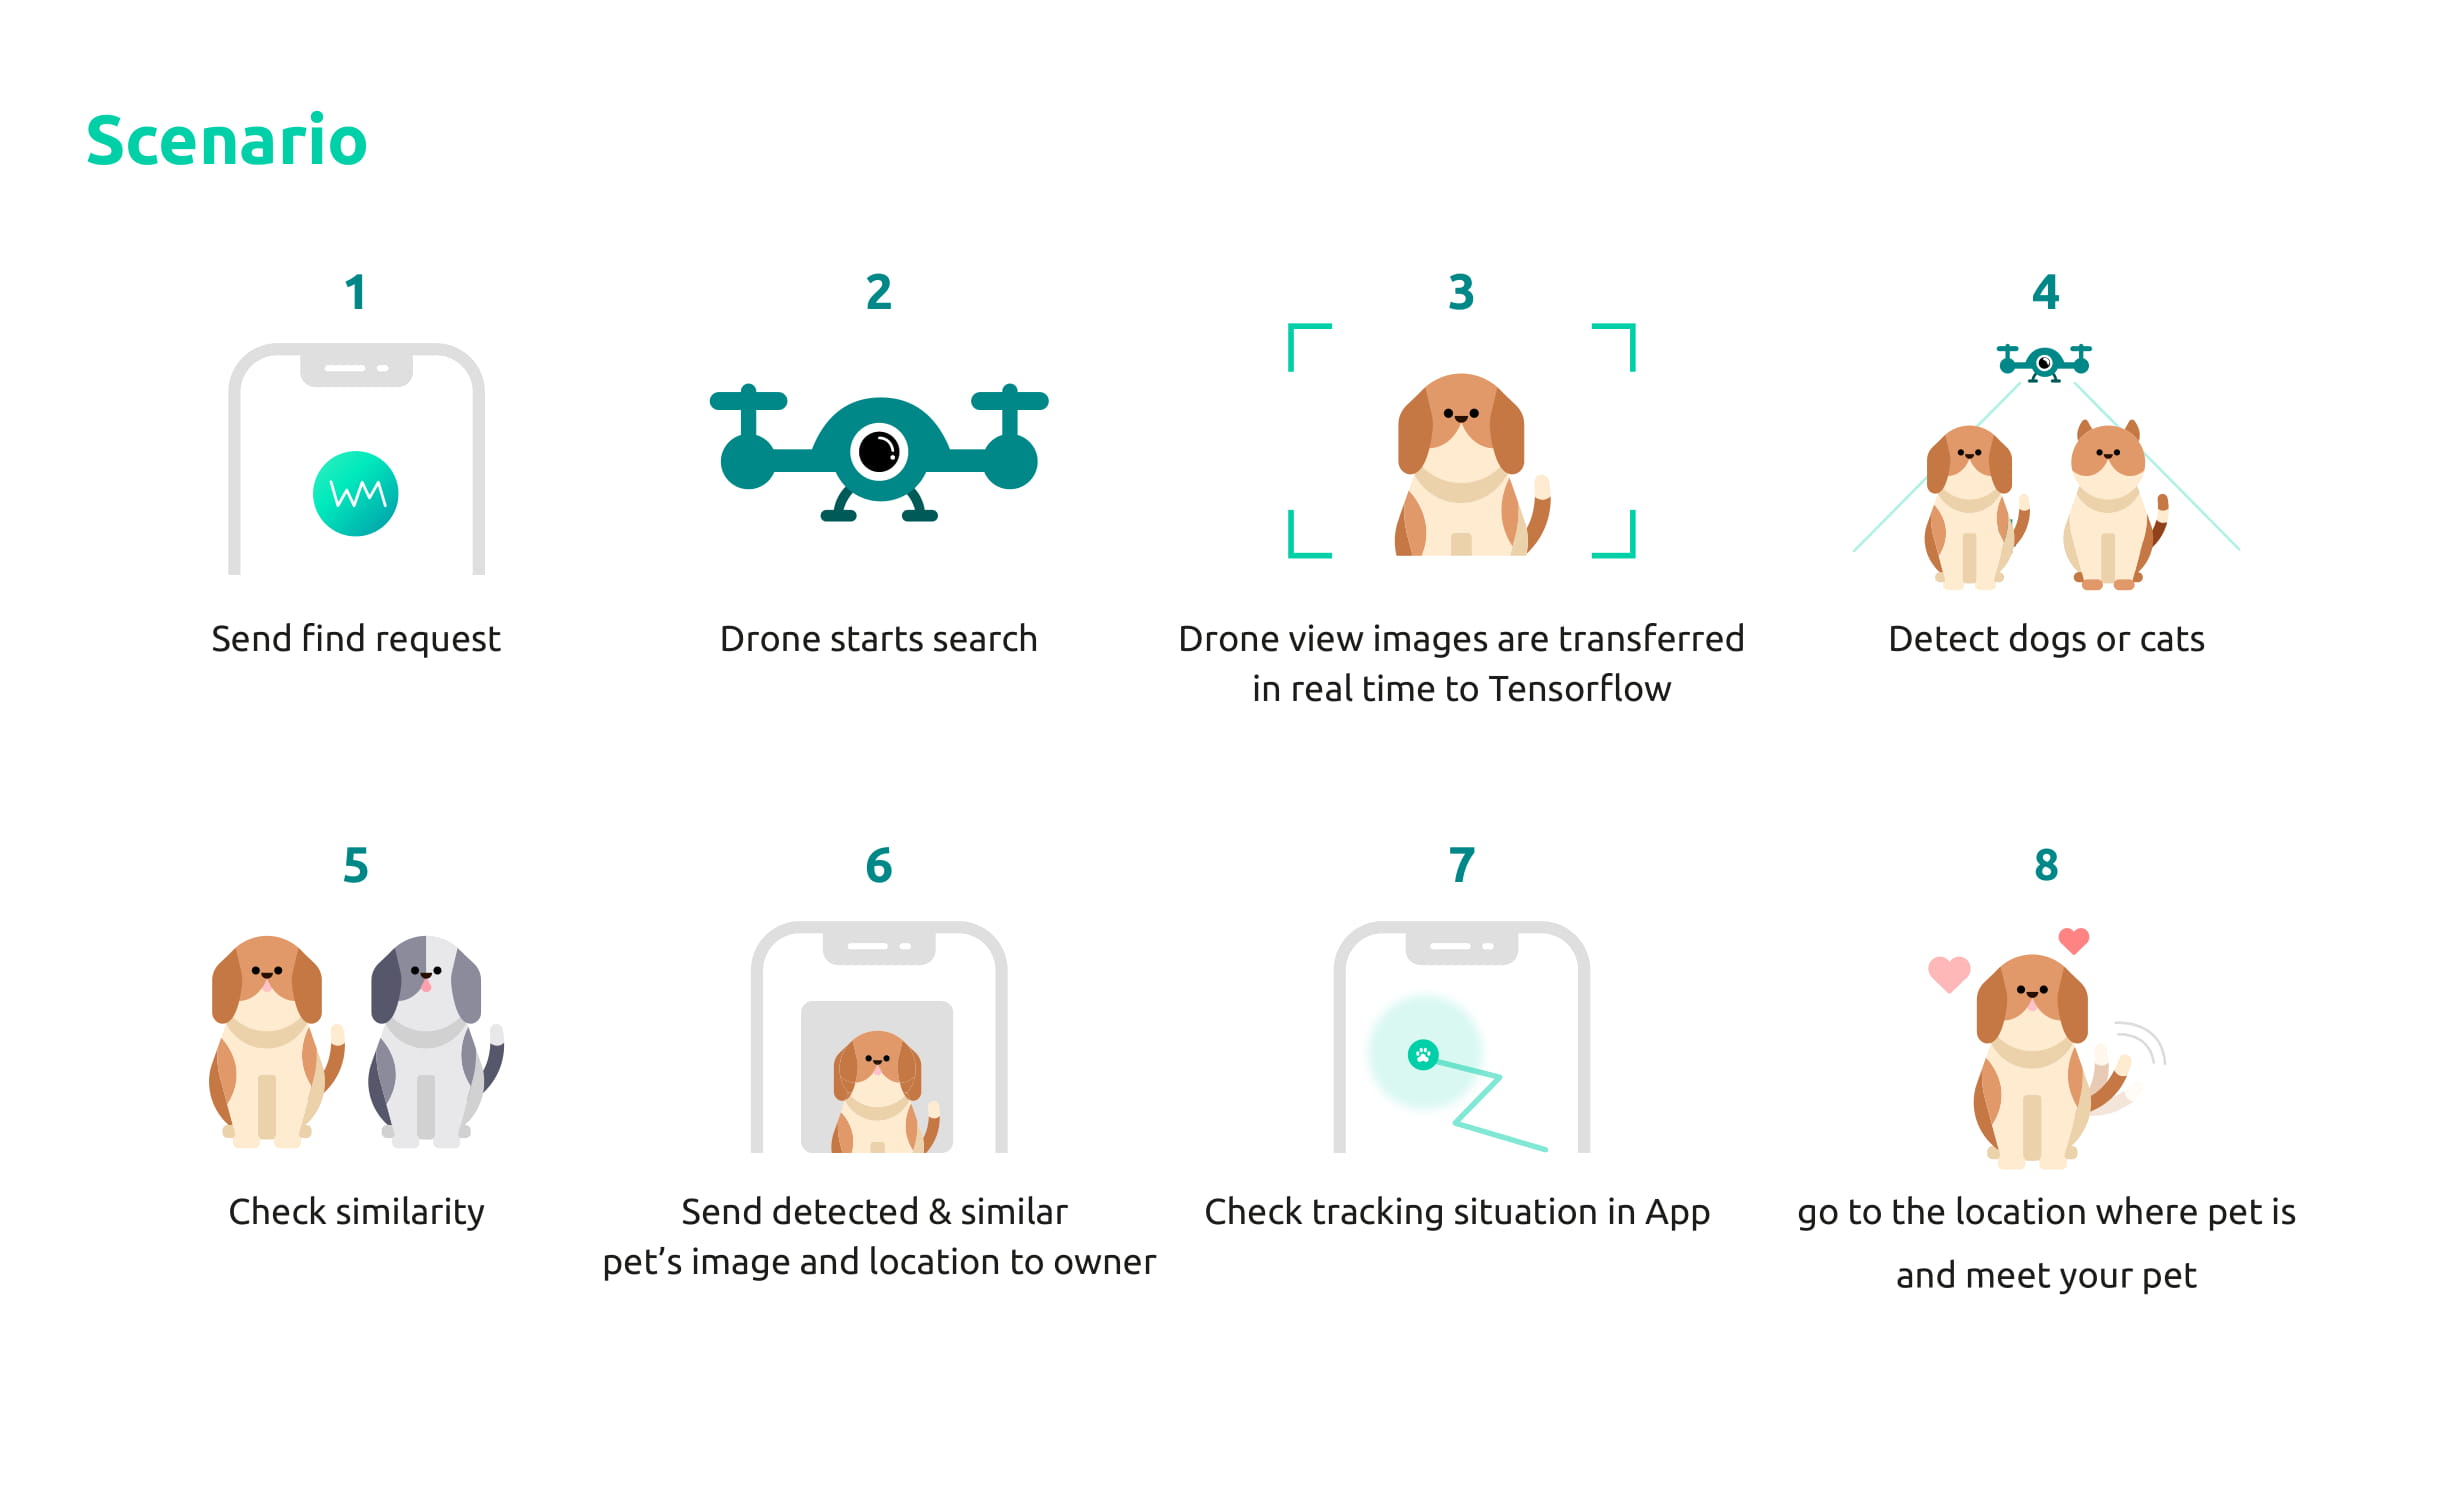 Scenario
1
Send find request
2
Drone starts search
3
Drone view images are transferred
in real time to Tensorflow
4
Detect dogs or cats
5
Check similarity
6
Send detected & similar
pet’s image and location to owner
7
Check tracking situation in App
8
go to the location where pet is
and meet your pet